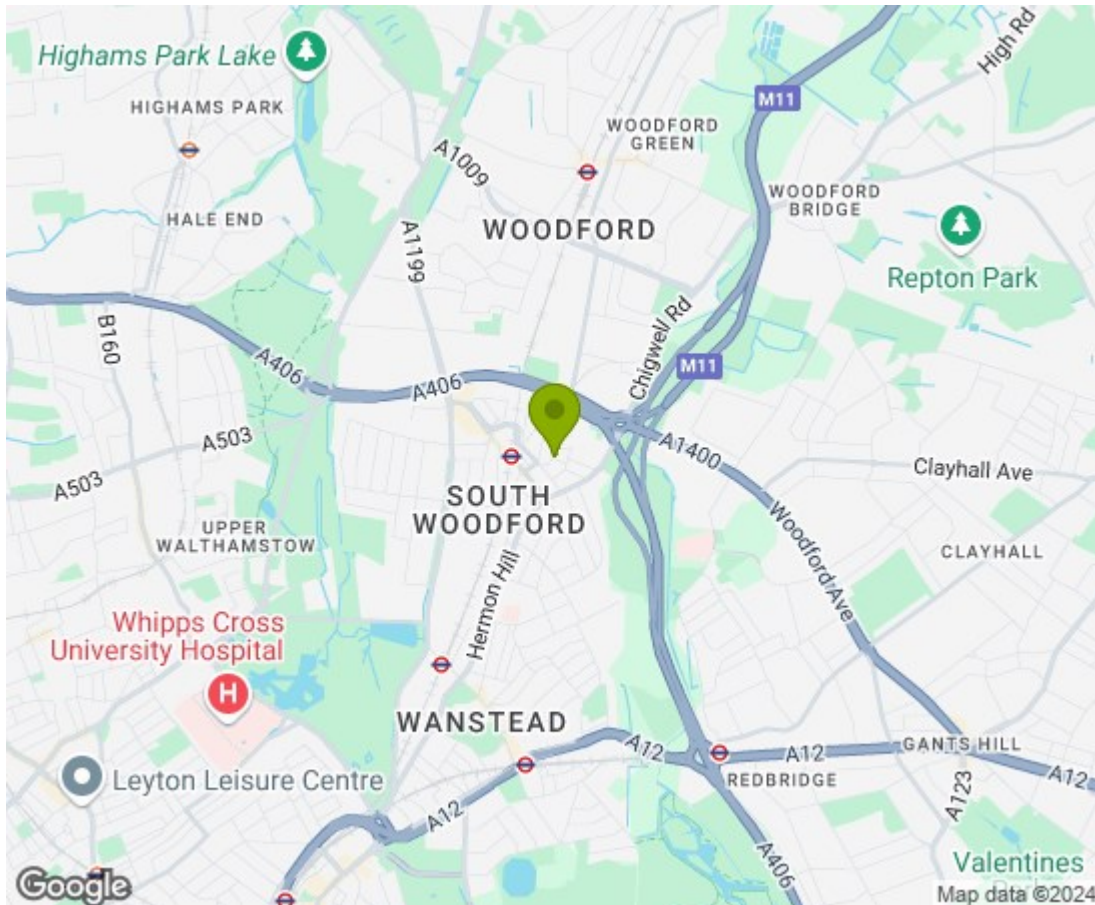 Highams Park Lake
HIGHAMS PARK
High Rd
M11
WOODFORD
GREEN
A1009
WOODFORD
BRIDGE
HALE END
WOODFORD
A1199
Repton Park
B160
Chigwell Rd
A406
A406
M11
A503
A503
A1400
Clayhall Ave
SOUTH
WOODFORD
UPPER
WALTHAMSTOW
Woodford Ave
CLAYHALL
Hermon Hill
Whipps Cross
University Hospital
H
WANSTEAD
A12
A12
GANTS HILL
REDBRIDGE
A12
Leyton Leisure Centre
A12
A123
A406
Valentines
Google
Map data ©2024